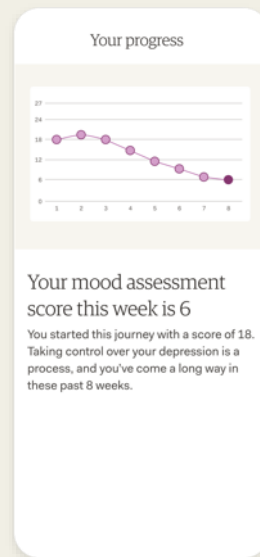 Your progress
27
24
18
12
6
0
1 2 3 4 5 6 7 8
Your mood assessment
score this week is 6
You started this journey with a score of 18.
Taking control over your depression is a
process, and you've come a long way in
these past 8 weeks.